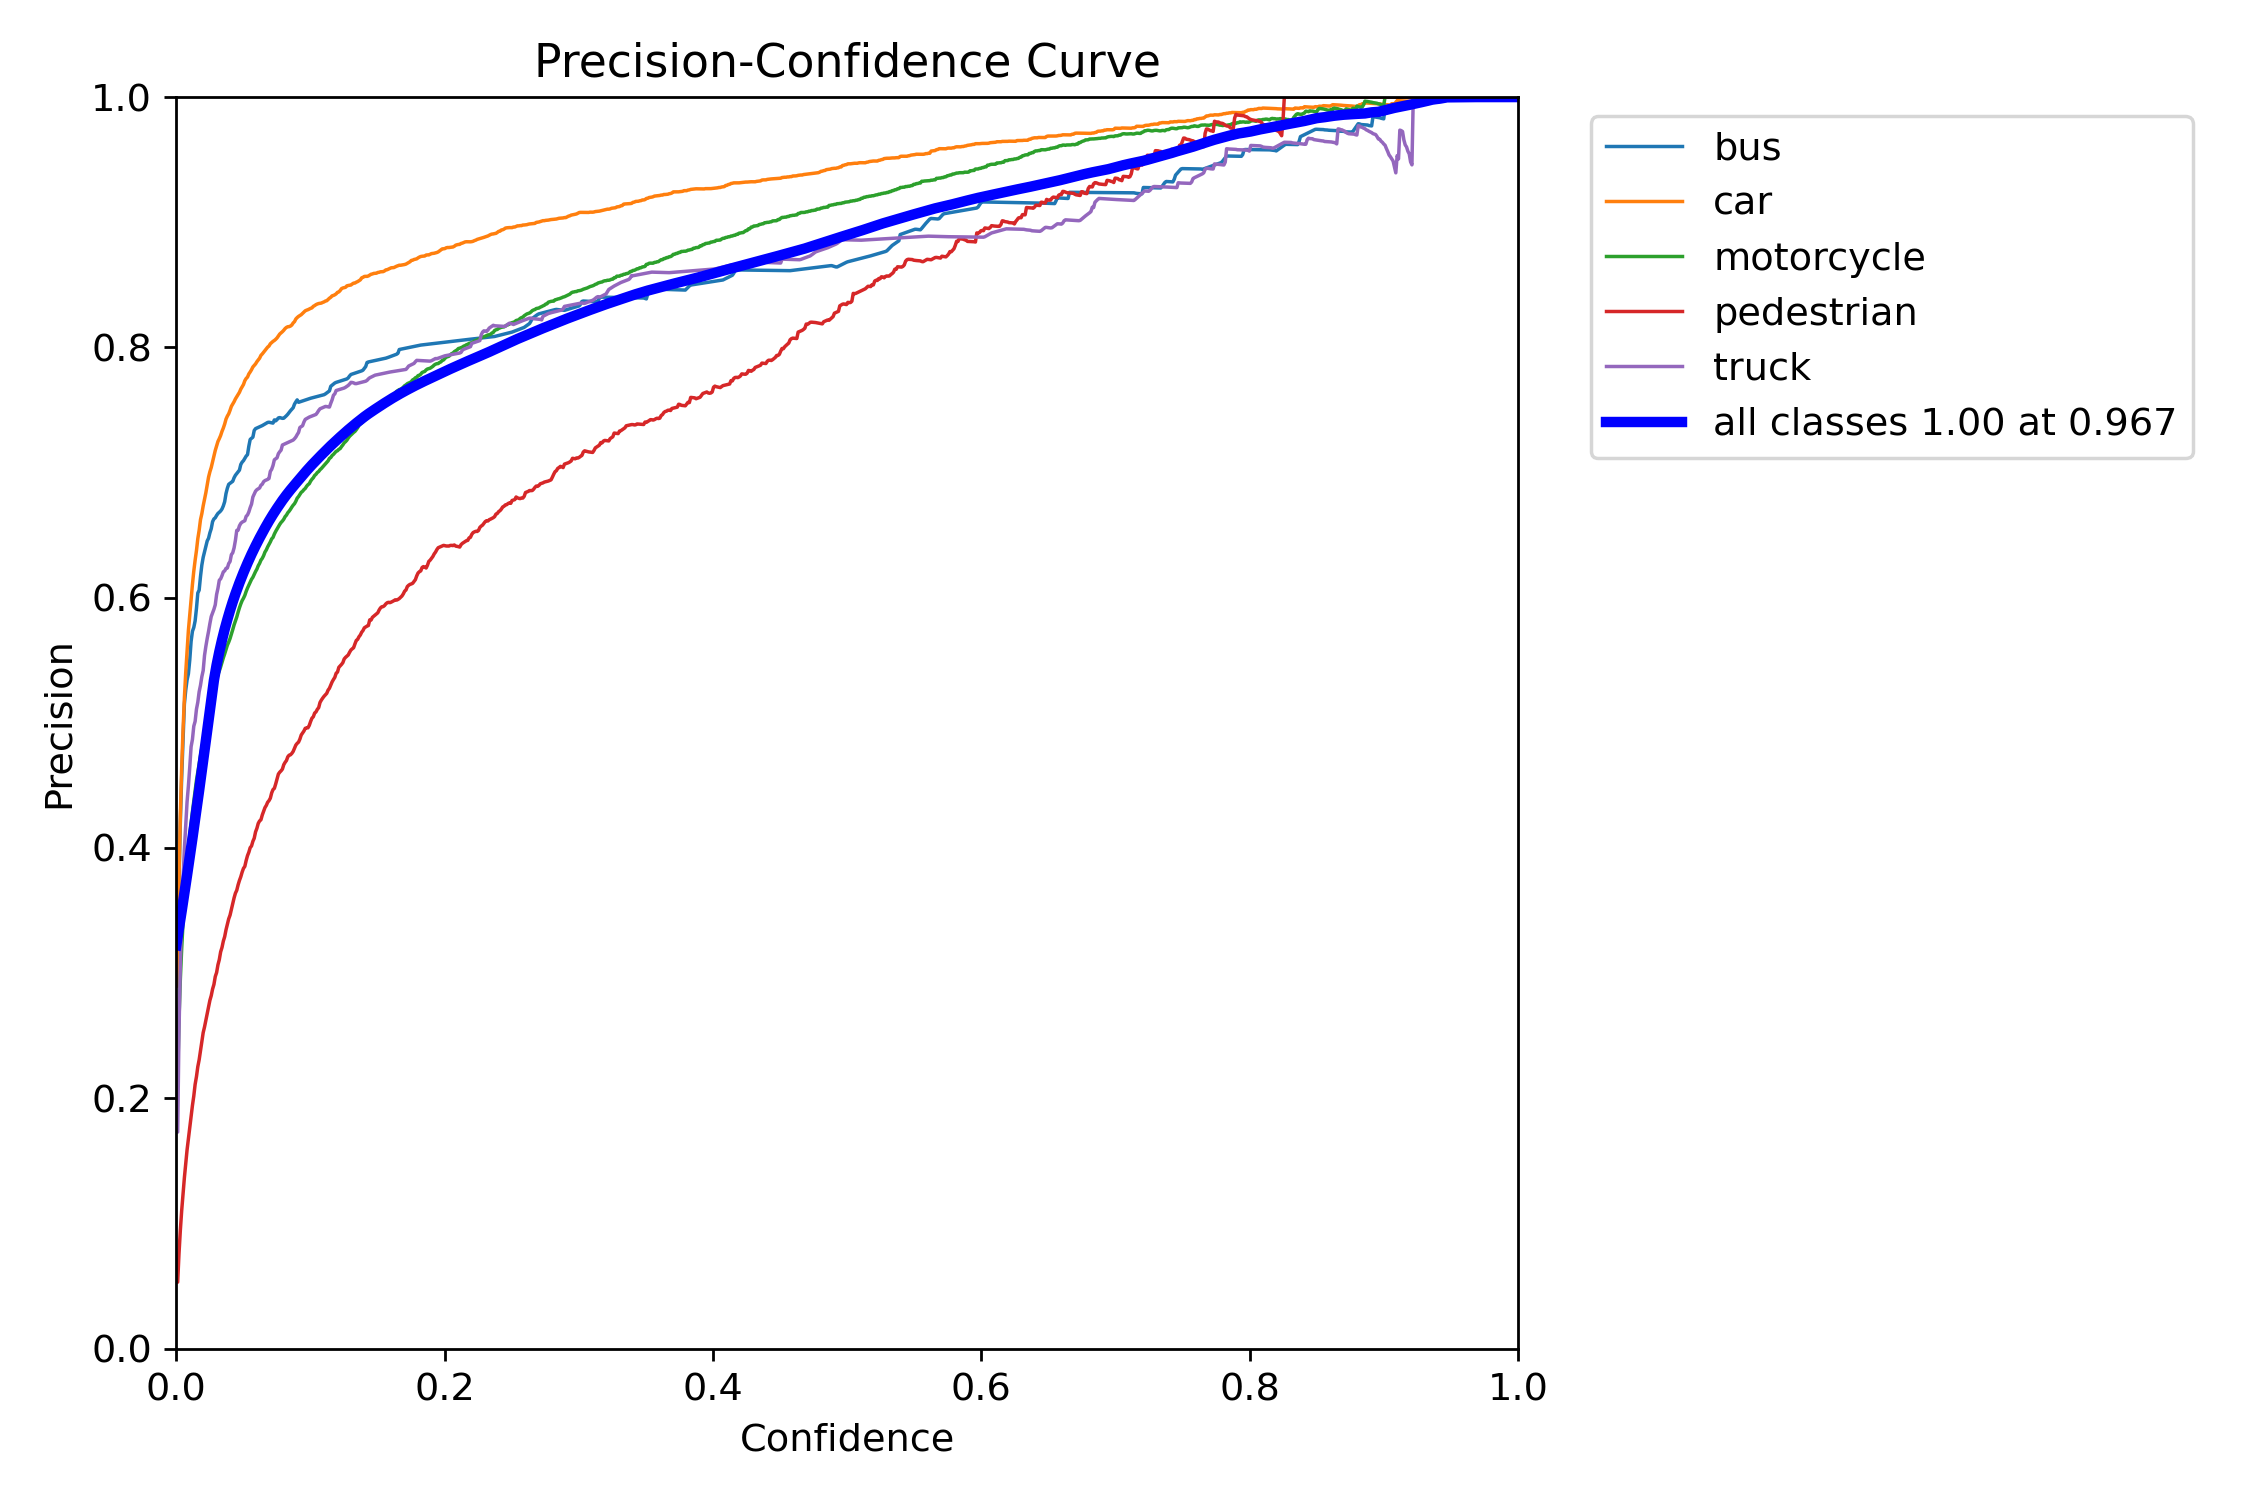 Precision-Confidence Curve
1.0
0.8
0.6
0.4
0.2
0.0
Precision
0.0 0.2 0.4 0.6 0.8 1.0
Confidence
bus
car
motorcycle
pedestrian
truck
all classes 1.00 at 0.967